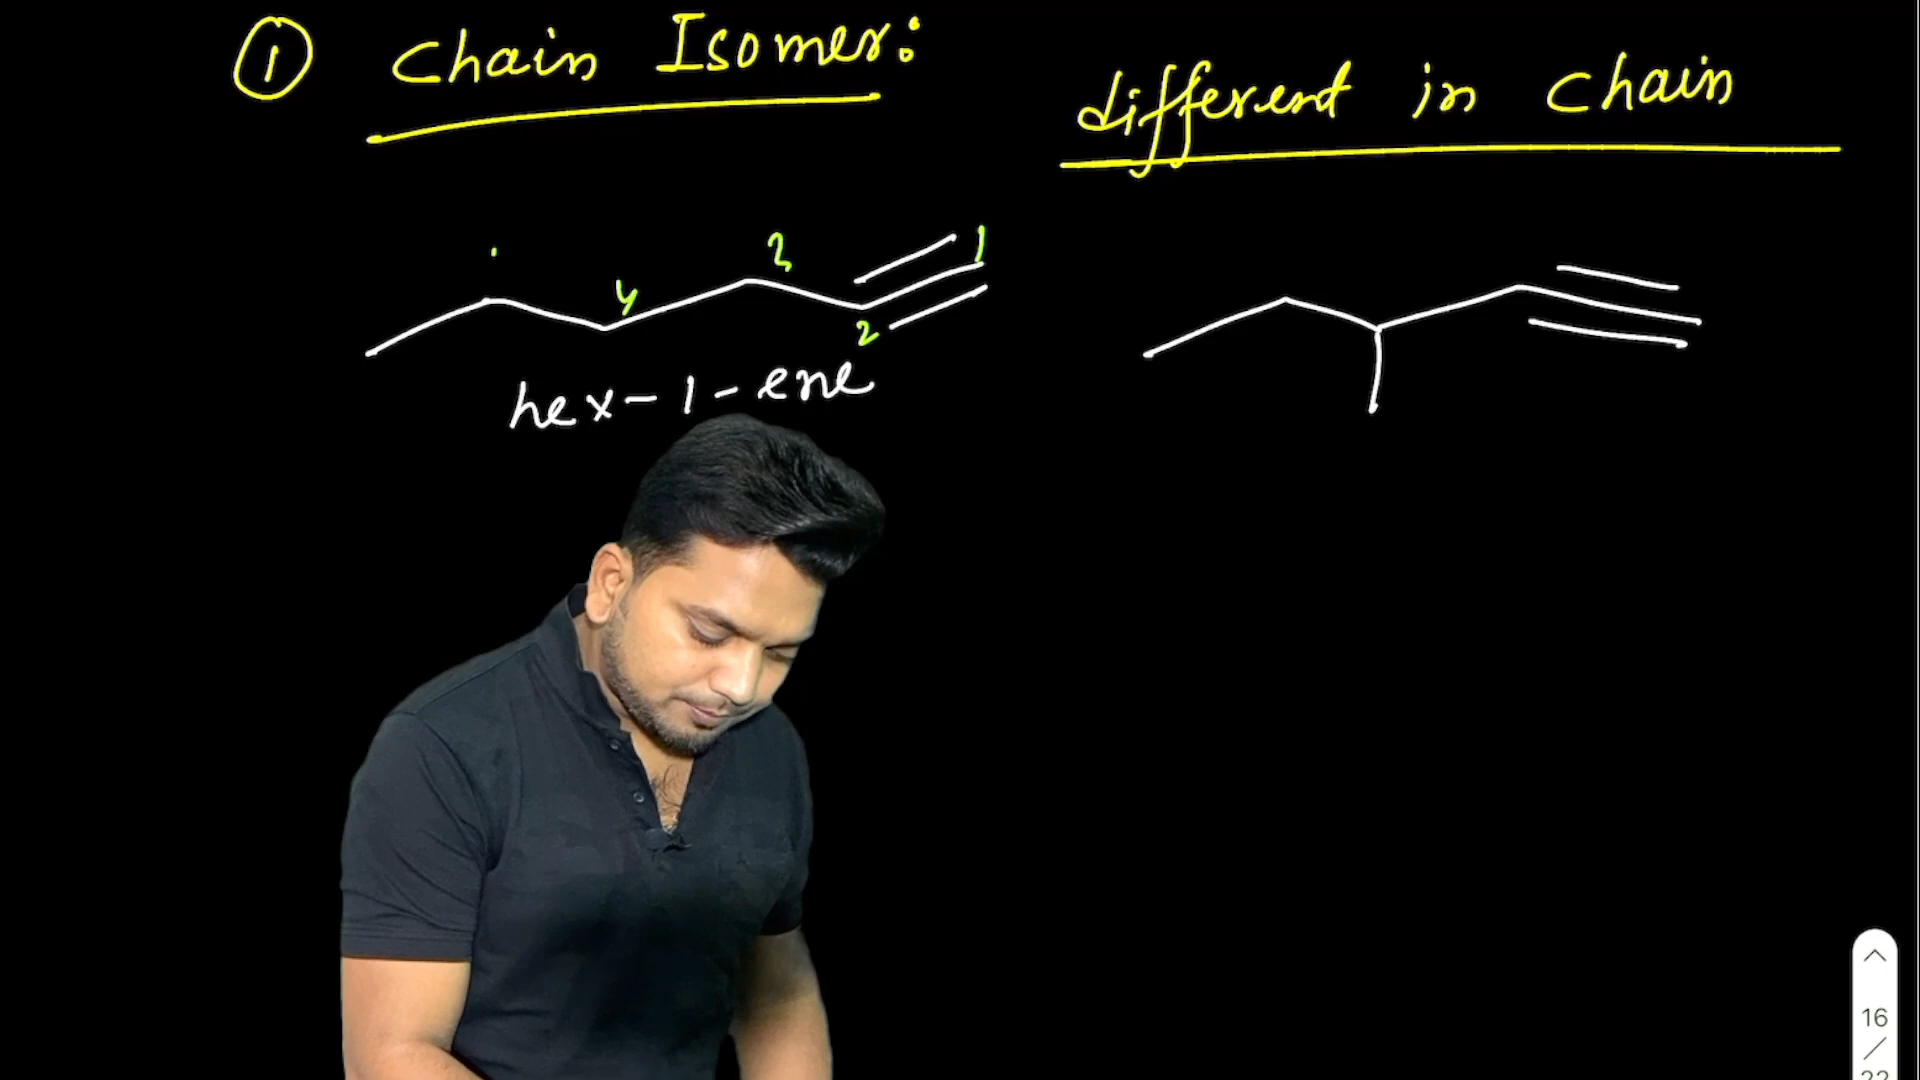 ① Chain Isomer:
different in chain
1
3
4
2
hex-1-ene
16
/